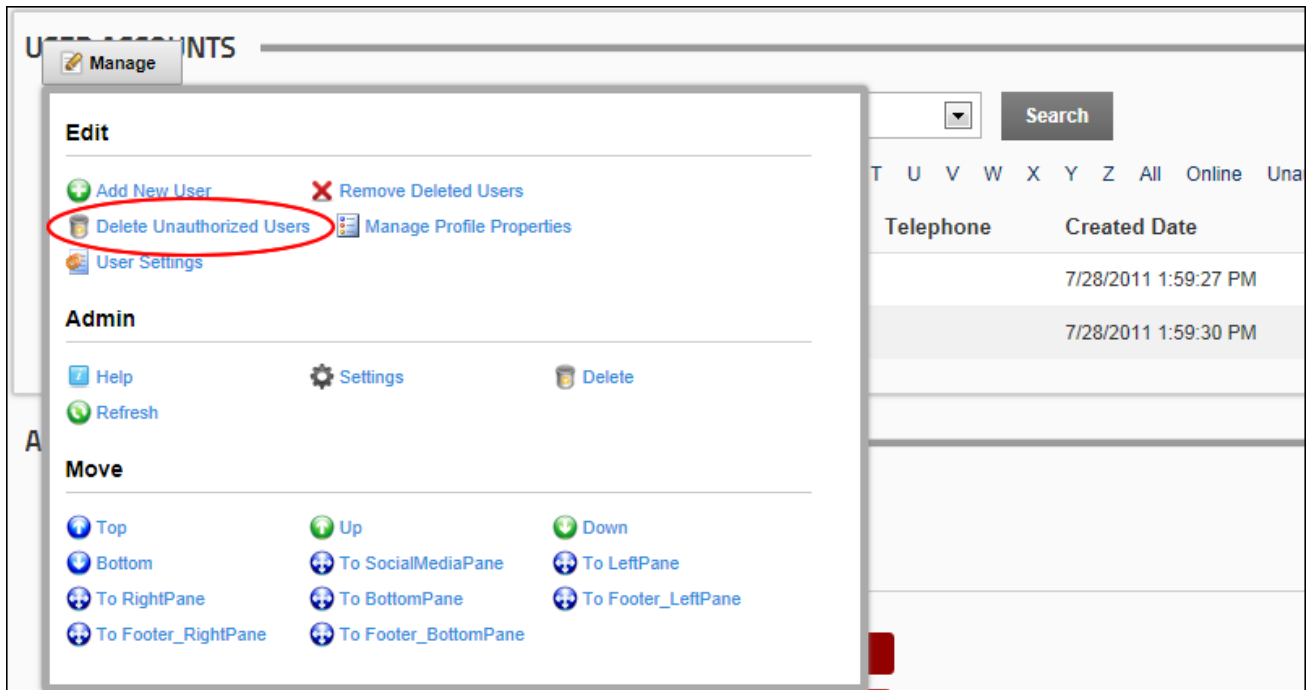 Manage
Search
Edit
T U V W X Y Z All Online
Add New User Remove Deleted Users
Delete Unauthorized Users Manage Profile Properties
Telephone Created Date
User Settings
7/28/2011 1:59:27 PM
Admin
7/28/2011 1:59:30 PM
Help Settings Delete
Refresh
Move
Top Up Down
Bottom To SocialMediaPane To LeftPane
To RightPane To BottomPane To Footer_LeftPane
To Footer_RightPane To Footer_BottomPane